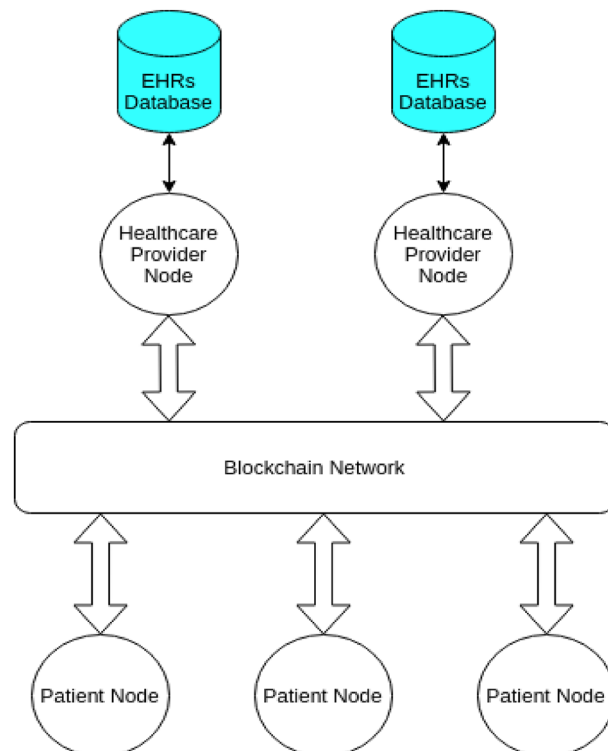 EHRs
Database
EHRs
Database
Healthcare
Provider
Node
Healthcare
Provider
Node
Blockchain Network
Patient Node
Patient Node
Patient Node